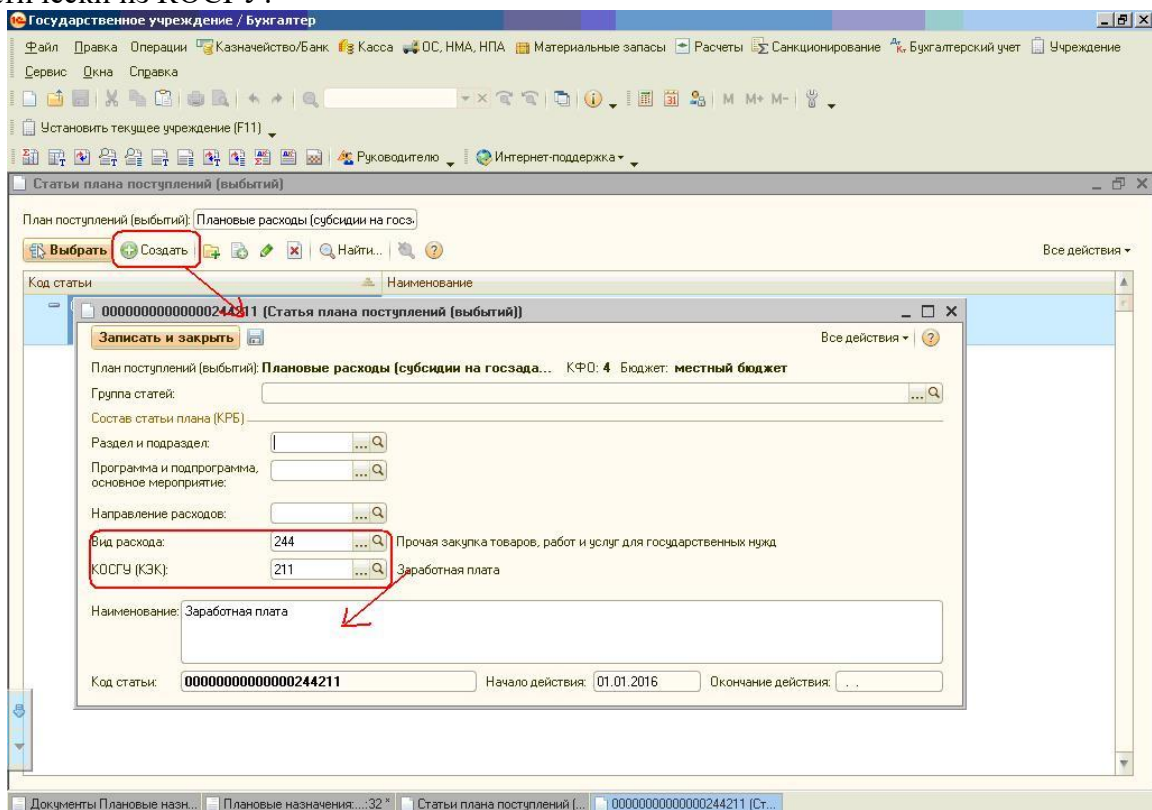 чески из КОСГУ.
Государственное учреждение / Бухгалтер
Файл Правка Операции Казначейство/Банк Касса ОС, НМА, НПА Материальные запасы Расчеты Санкционирование Бухгалтерский учет Учреждение
Сервис Окна Справка
M M+ M-
Установить текущее учреждение (F11)
Руководителю Интернет-поддержка
Статьи плана поступлений (выбытий)
План поступлений (выбытий): Плановые расходы (субсидии на госз
Выбрать Создать Найти... Все действия
Код статьи Наименование
00000000000000244211 (Статья плана поступлений (выбытий))
Записать и закрыть Все действия
План поступлений (выбытий): Плановые расходы (субсидии на госзада... КФО: 4 Бюджет: местный бюджет
Группа статей:
Состав статьи плана (КРБ)
Раздел и подраздел:
Программа и подпрограмма,
основное мероприятие:
Направление расходов:
Вид расхода: 244 Прочая закупка товаров, работ и услуг для государственных нужд
КОСГУ (КЭК): 211 Заработная плата
Наименование: Заработная плата
Код статьи: 00000000000000244211 Начало действия: 01.01.2016 Окончание действия: . .
Документы Плановые назн... Плановые назначения:...:32 * Статьи плана поступлений (... 00000000000000244211 (Ст...